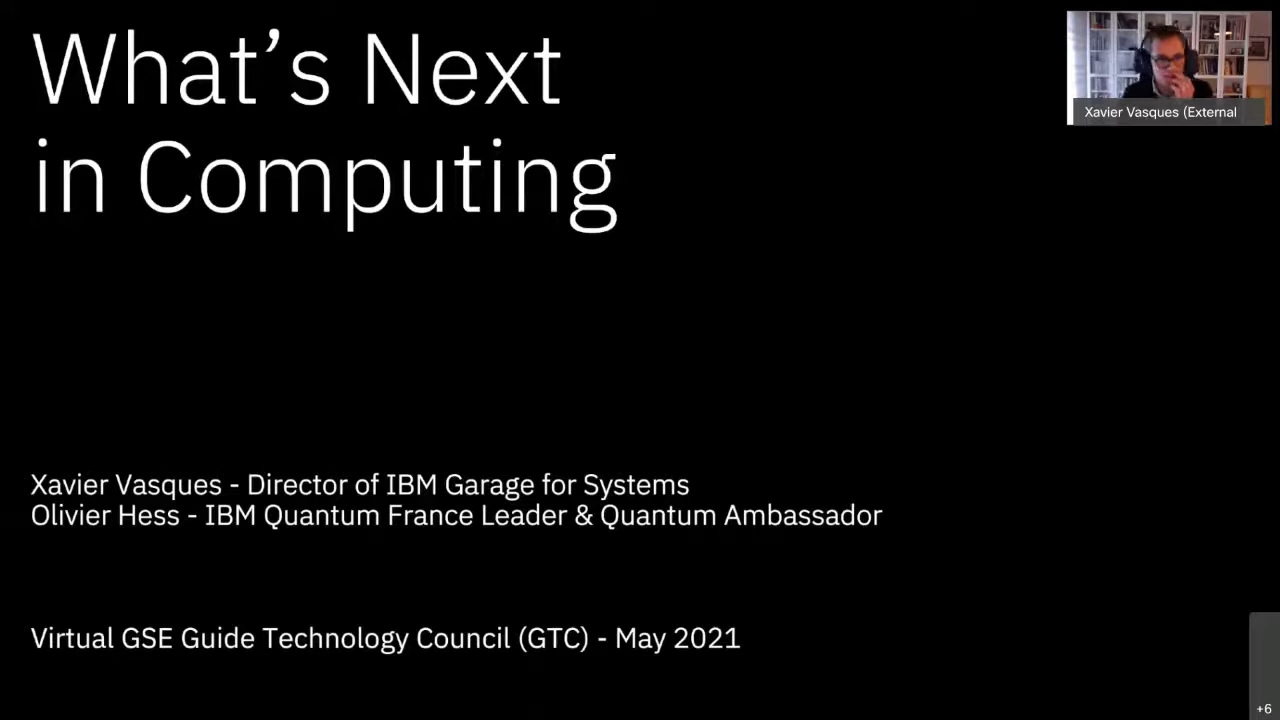 What's Next
in Computing
Xavier Vasques (External
Xavier Vasques - Director of IBM Garage for Systems
Olivier Hess - IBM Quantum France Leader & Quantum Ambassador
Virtual GSE Guide Technology Council (GTC) - May 2021
+6